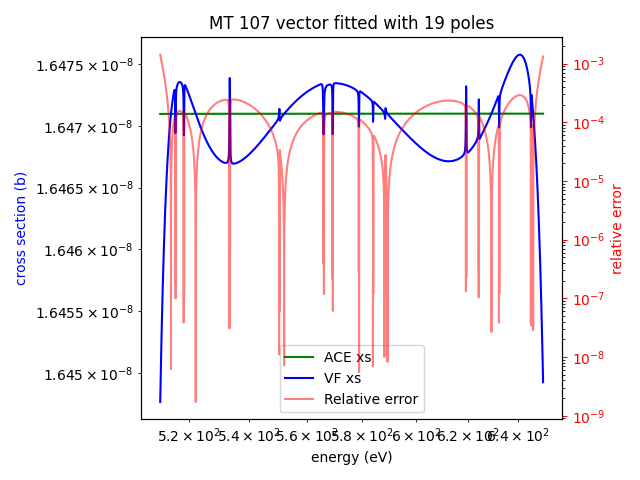 MT 107 vector fitted with 19 poles
1.6475 × 10⁻⁸
1.647 × 10⁻⁸
1.6465 × 10⁻⁸
1.646 × 10⁻⁸
1.6455 × 10⁻⁸
1.645 × 10⁻⁸
cross section (b)
10⁻³
10⁻⁴
10⁻⁵
10⁻⁶
10⁻⁷
10⁻⁸
10⁻⁹
relative error
ACE xs
VF xs
Relative error
5.2 × 10² 5.4 × 10² 5.6 × 10² 5.8 × 10² 6 × 10² 6.2 × 10² 6.4 × 10²
energy (eV)